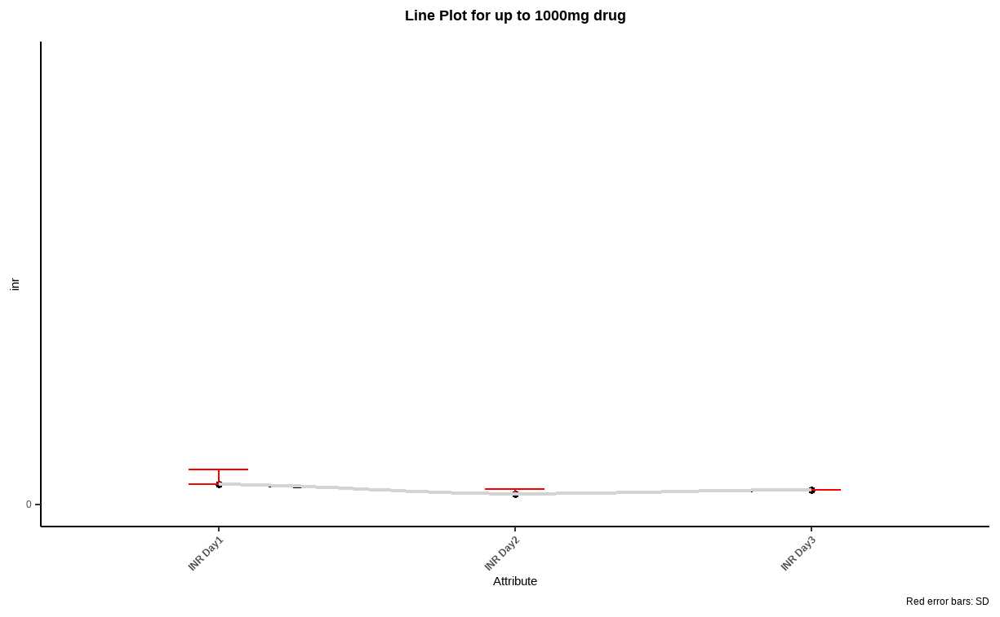 Line Plot for up to 1000mg drug
inr
0
INR Day1
INR Day2
INR Day3
Attribute
Red error bars: SD